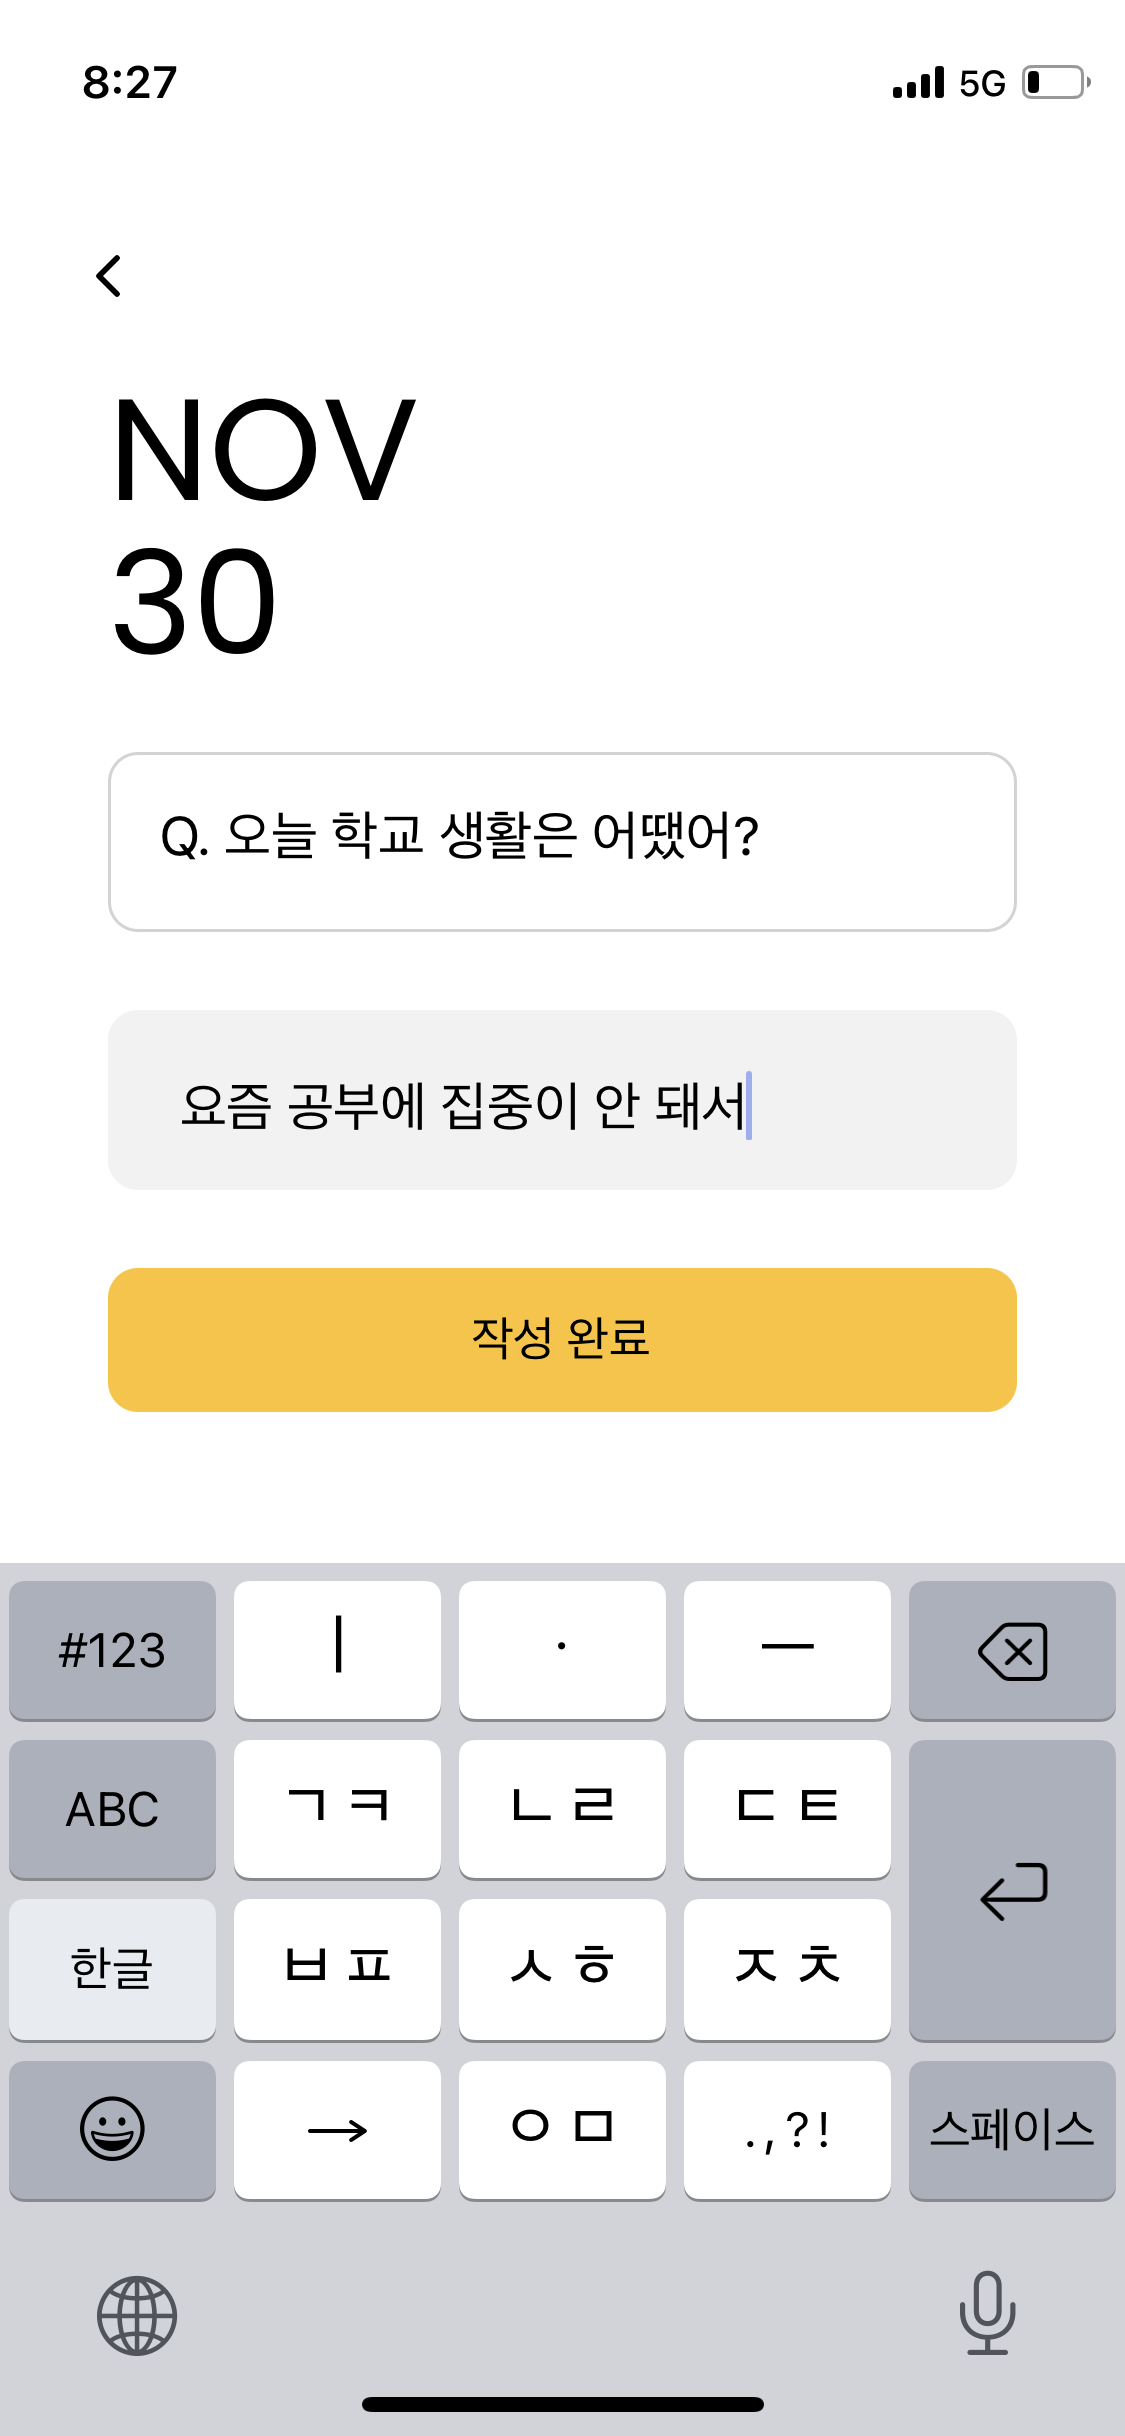 8:27 5G
NOV
30
Q. 오늘 학교 생활은 어땠어?
요즘 공부에 집중이 안 돼서
작성 완료
#123 ㅣ · ㅡ
ABC ㄱㅋ ㄴㄹ ㄷㅌ
한글 ㅂㅍ ㅅㅎ ㅈㅊ
→ ㅇㅁ .,?! 스페이스